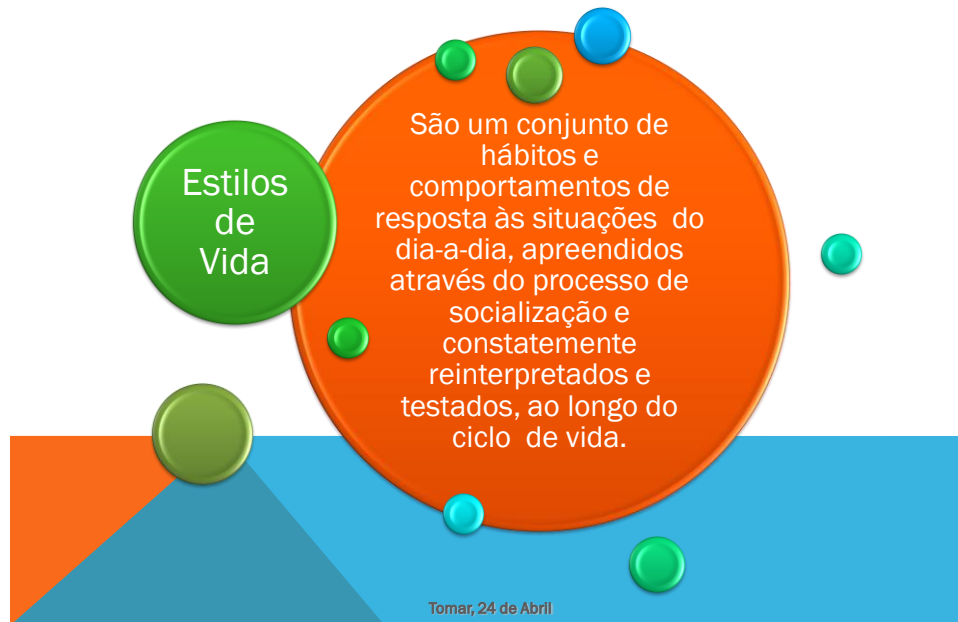 Estilos
de
Vida
São um conjunto de
hábitos e
comportamentos de
resposta às situações  do
dia-a-dia, apreendidos
através do processo de
socialização e
constatemente
reinterpretados e
testados, ao longo do
ciclo  de vida.
Tomar, 24 de Abril